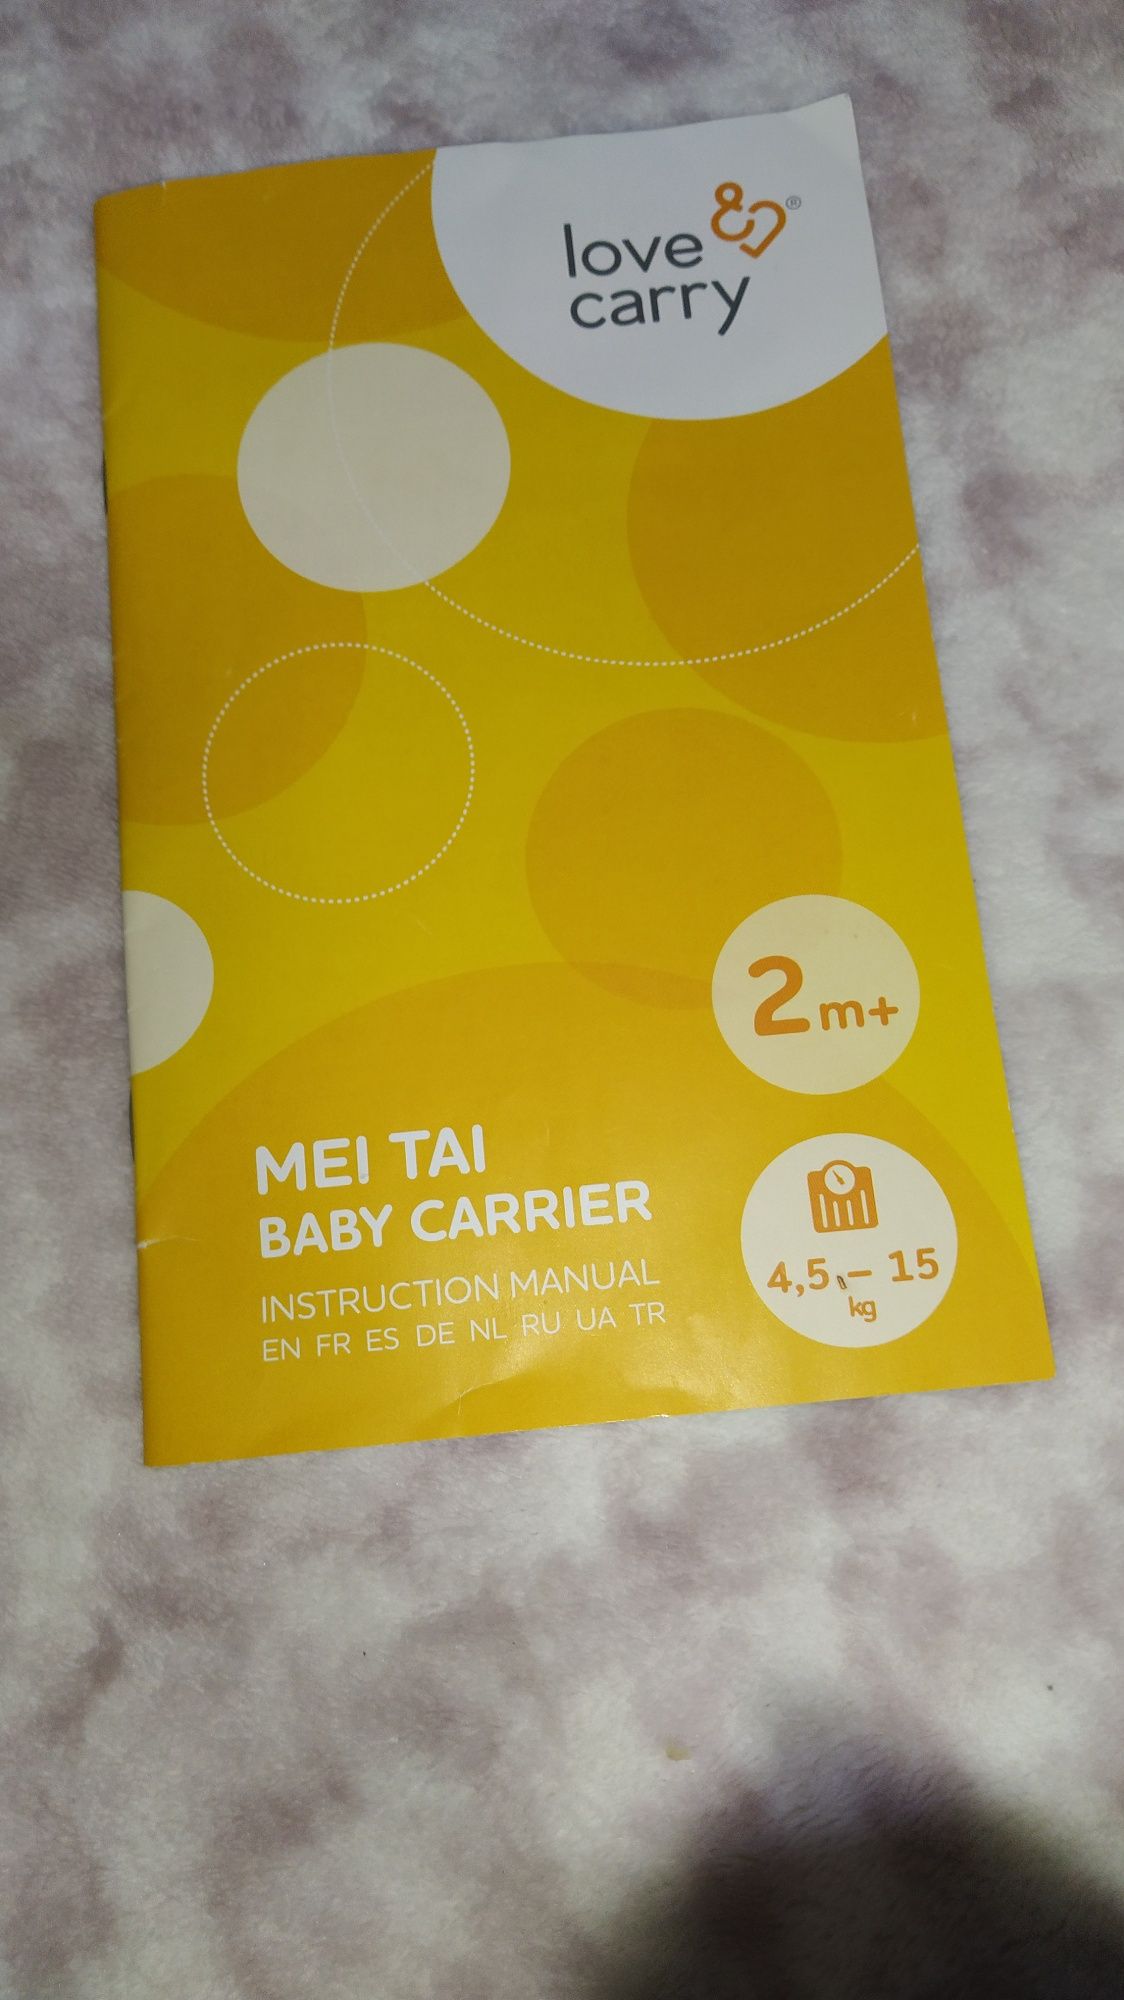 love &
carry
2 m+
MEI TAI
BABY CARRIER
INSTRUCTION MANUAL
EN FR ES DE NL RU UA TR
4,5 – 15
kg